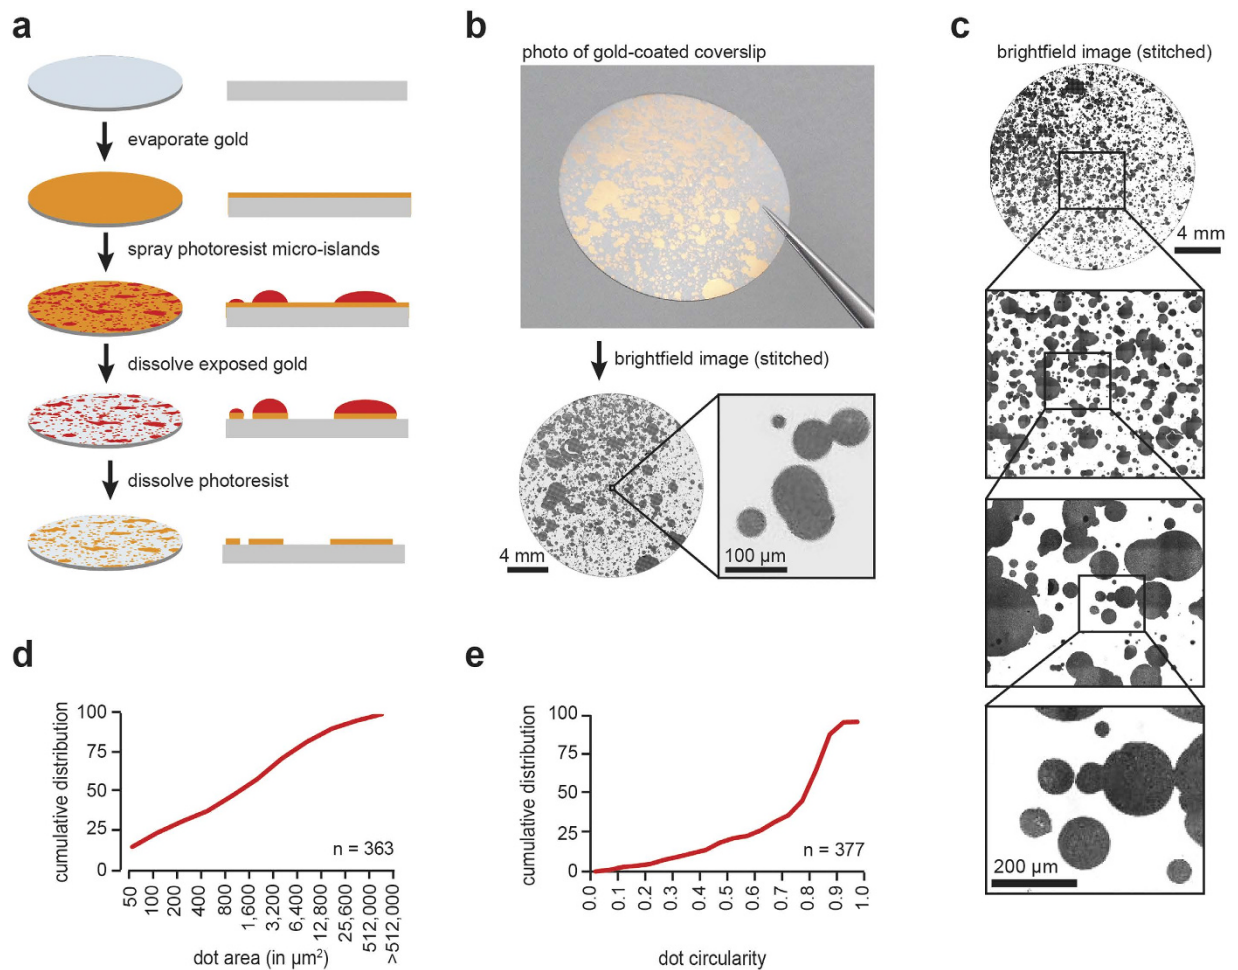 a
evaporate gold
spray photoresist micro-islands
dissolve exposed gold
dissolve photoresist
b
photo of gold-coated coverslip
brightfield image (stitched)
4 mm
100 µm
c
brightfield image (stitched)
4 mm
200 µm
d
cumulative distribution
100
75
50
25
0
n = 363
50
100
200
400
800
1,600
3,200
6,400
12,800
25,600
512,000
>512,000
dot area (in µm²)
e
cumulative distribution
100
75
50
25
0
n = 377
0.0
0.1
0.2
0.3
0.4
0.5
0.6
0.7
0.8
0.9
1.0
dot circularity